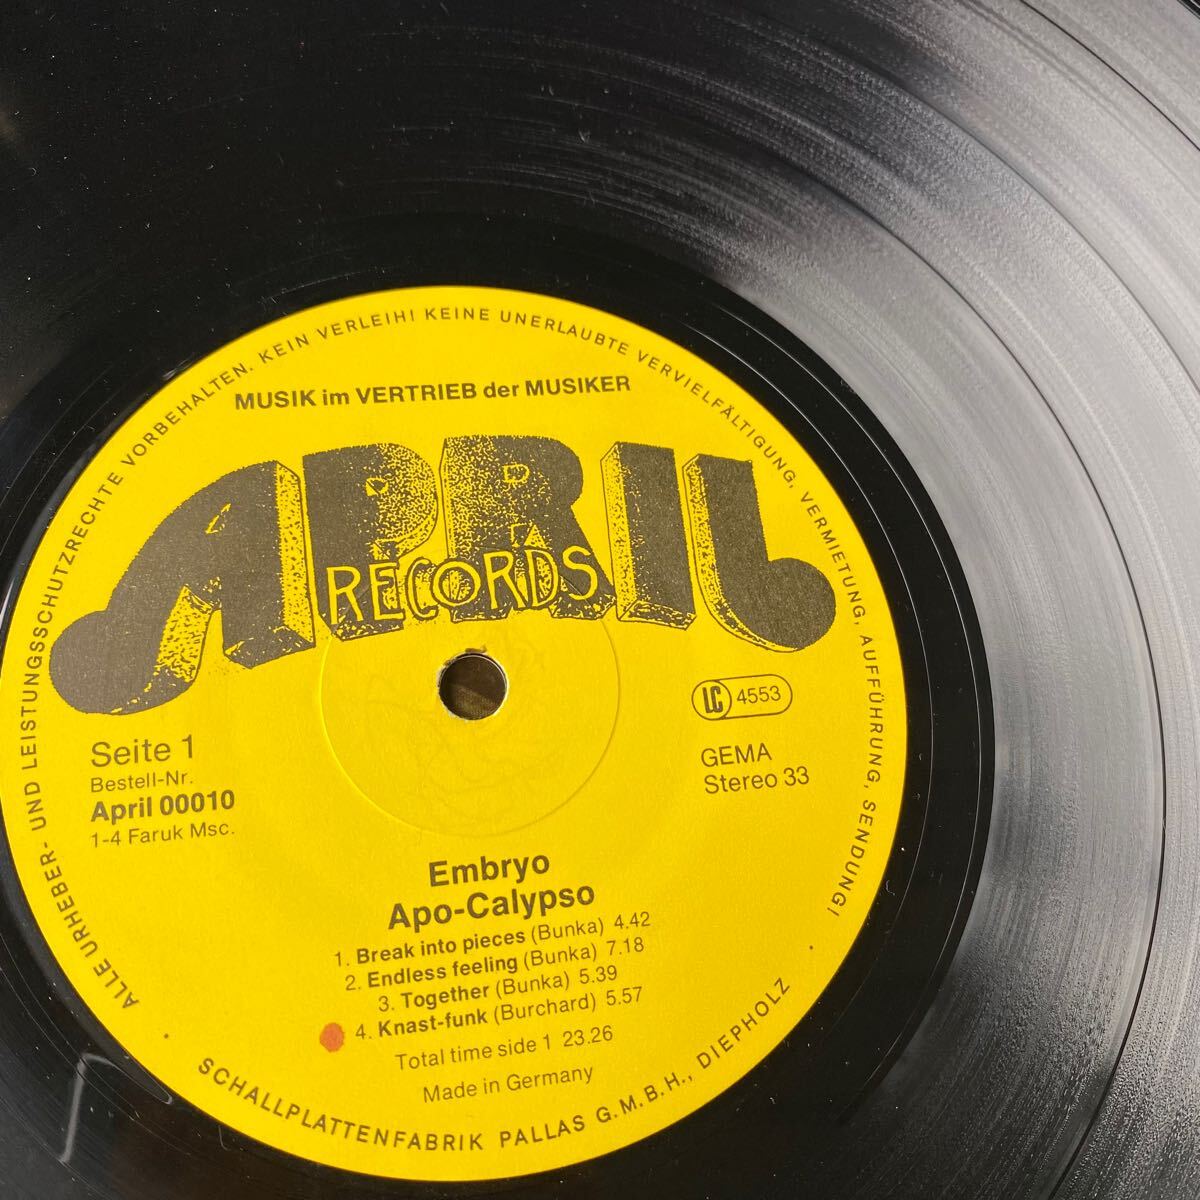 ALLE URHEBER- UND LEISTUNGSSCHUTZRECHTE VORBEHALTEN. KEIN VERLEIH! KEINE UNERLAUBTE VERVIELFÄLTIGUNG, VERMIETUNG, AUFFÜHRUNG, SENDUNG!
MUSIK im VERTRIEB der MUSIKER
APRIL
RECORDS
LC 4553
Seite 1
Bestell-Nr.
April 00010
1-4 Faruk Msc.
GEMA
Stereo 33
Embryo
Apo-Calypso
1. Break into pieces (Bunka) 4.42
2. Endless feeling (Bunka) 7.18
3. Together (Bunka) 5.39
4. Knast-funk (Burchard) 5.57
Total time side 1 23.26
Made in Germany
SCHALLPLATTENFABRIK PALLAS G.M.B.H., DIEPHOLZ